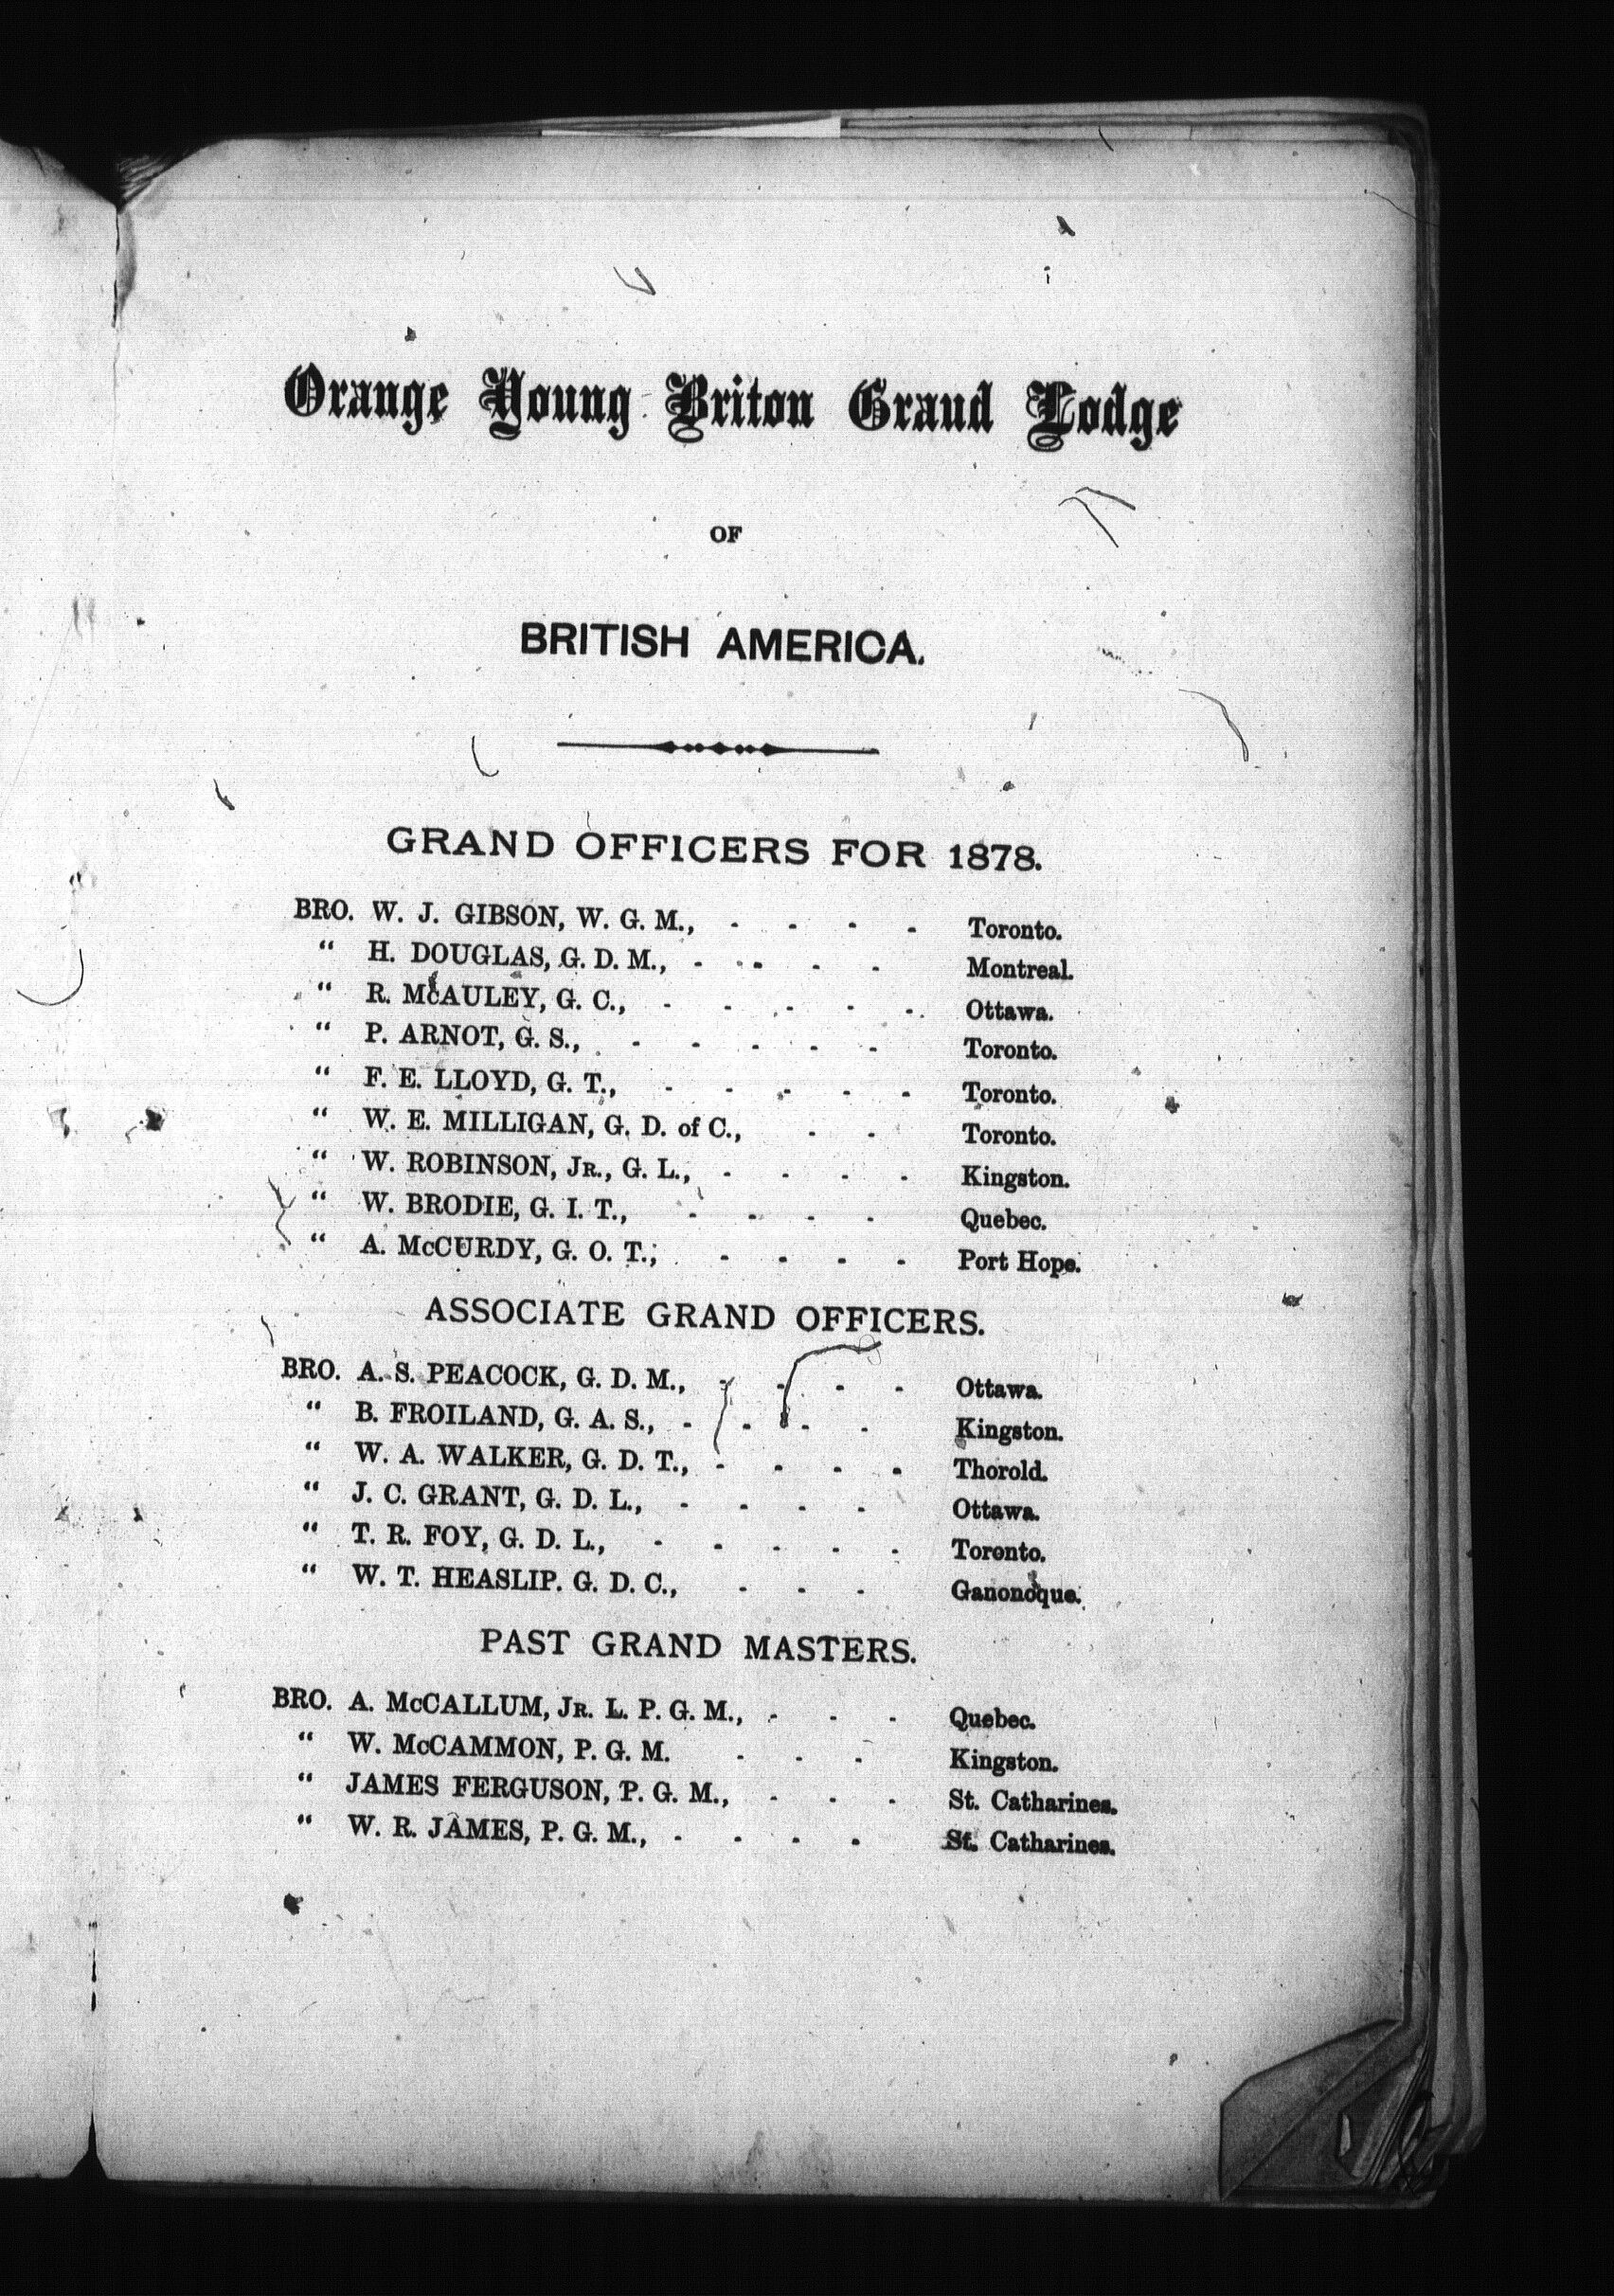 Orange Young Briton Grand Lodge
OF
BRITISH AMERICA.
GRAND OFFICERS FOR 1878.
BRO. W. J. GIBSON, W. G. M., - - - - Toronto.
" H. DOUGLAS, G. D. M., - - - - Montreal.
" R. McAULEY, G. C., - - - - - Ottawa.
" P. ARNOT, G. S., - - - - - Toronto.
" F. E. LLOYD, G. T., - - - - - Toronto.
" W. E. MILLIGAN, G. D. of C., - - Toronto.
" W. ROBINSON, JR., G. L., - - - - Kingston.
" W. BRODIE, G. I. T., - - - - Quebec.
" A. McCURDY, G. O. T., - - - - Port Hope.
ASSOCIATE GRAND OFFICERS.
BRO. A. S. PEACOCK, G. D. M., - - - - Ottawa.
" B. FROILAND, G. A. S., - - - - Kingston.
" W. A. WALKER, G. D. T., - - - - Thorold.
" J. C. GRANT, G. D. L., - - - - Ottawa.
" T. R. FOY, G. D. L., - - - - - Toronto.
" W. T. HEASLIP. G. D. C., - - - Ganonoque.
PAST GRAND MASTERS.
BRO. A. McCALLUM, JR. L. P. G. M., - - - Quebec.
" W. McCAMMON, P. G. M. - - - Kingston.
" JAMES FERGUSON, P. G. M., - - - St. Catharines.
" W. R. JAMES, P. G. M., - - - - St. Catharines.